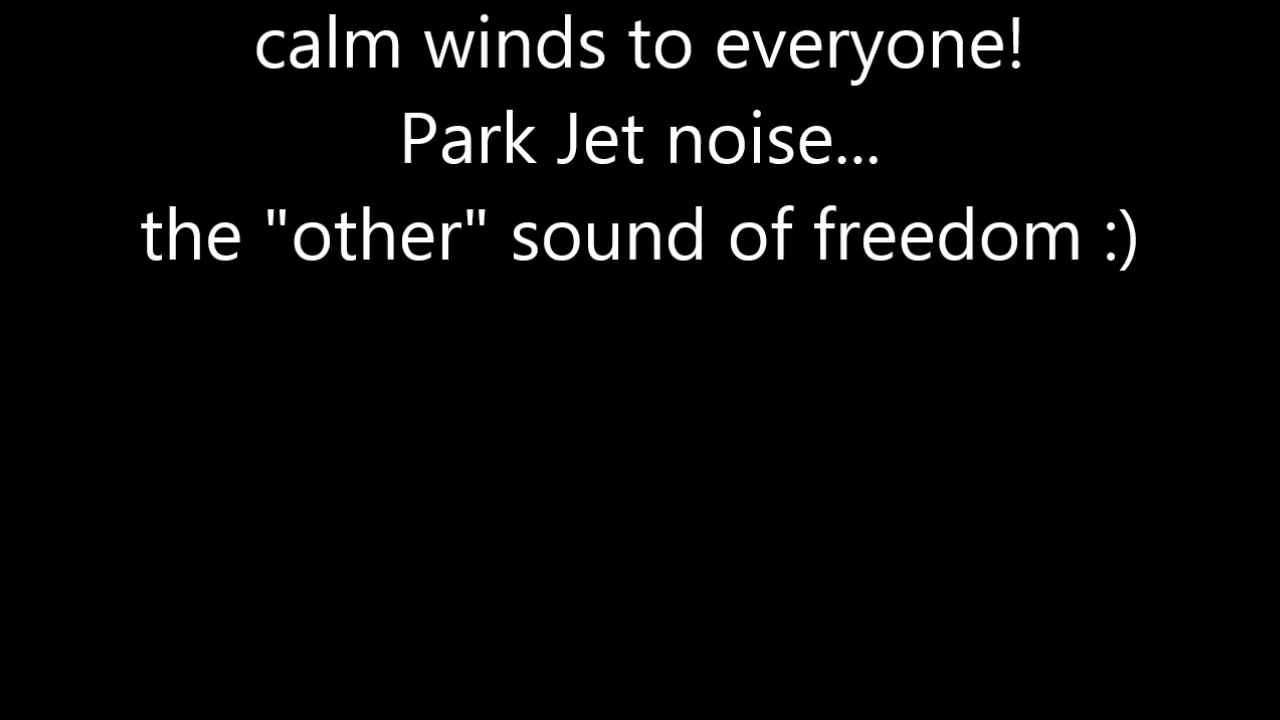 calm winds to everyone!
Park Jet noise...
the "other" sound of freedom :)